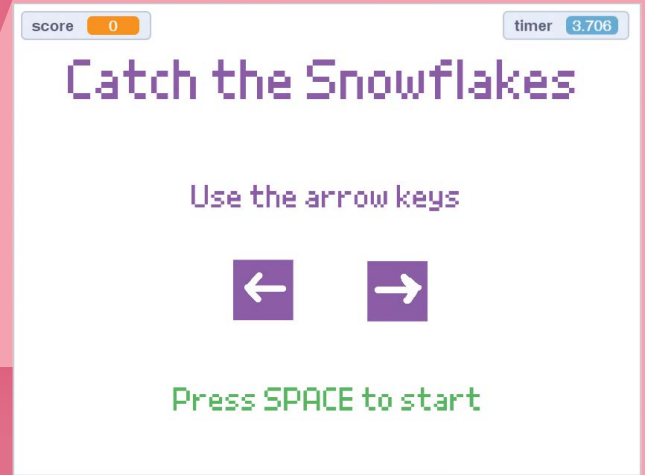 score 0 timer 3.706
Catch the Snowflakes
Use the arrow keys
Press SPACE to start